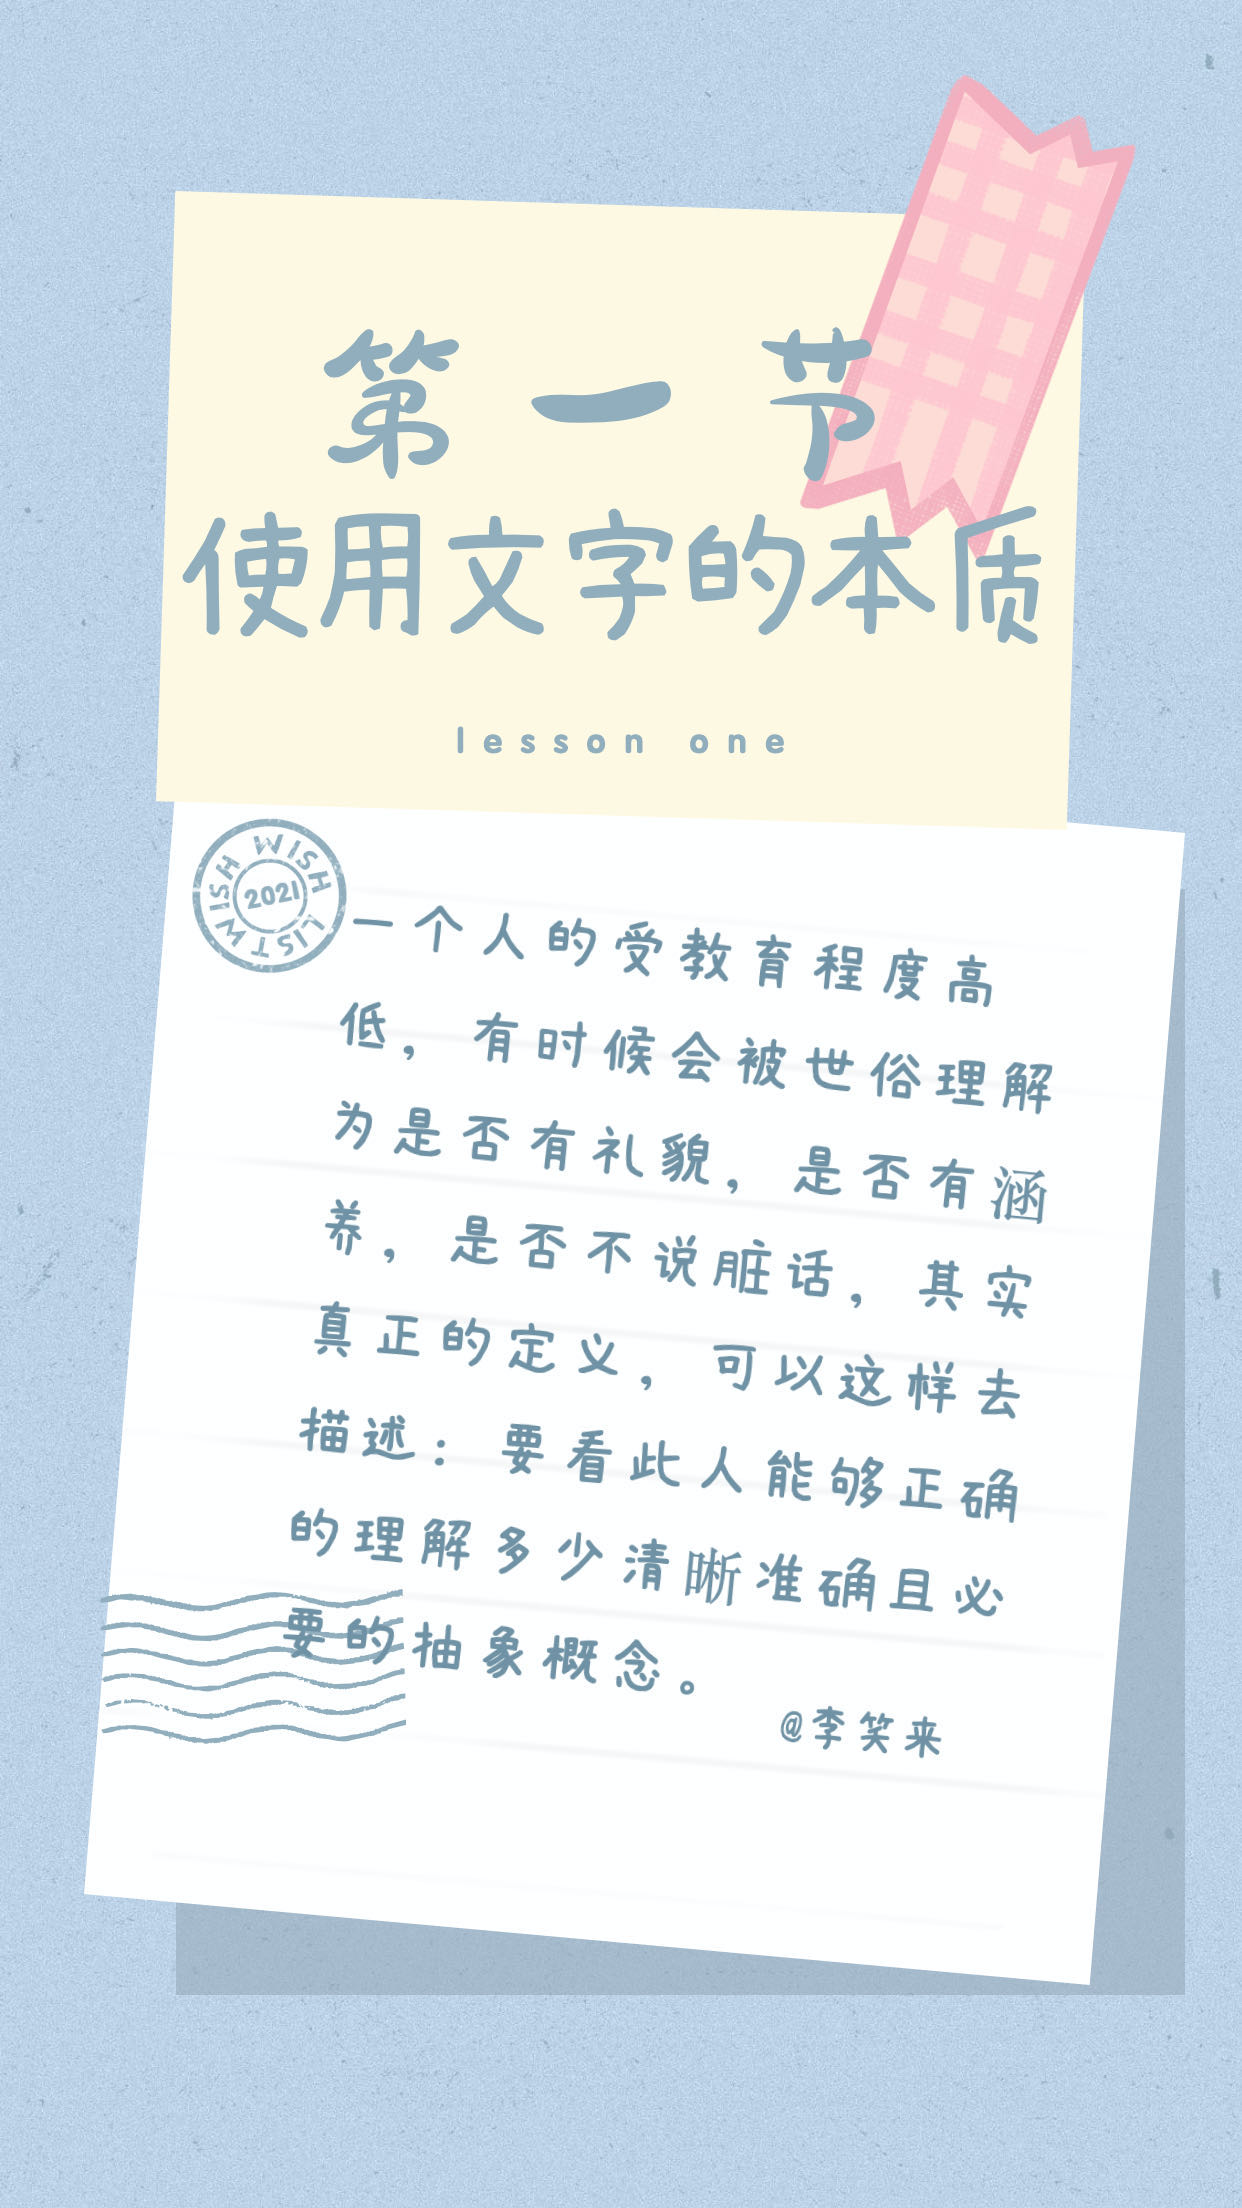 第一节
使用文字的本质
lesson one
WISH WISH LIST
2021
一个人的受教育程度高
低，有时候会被世俗理解
为是否有礼貌，是否有涵
养，是否不说脏话，其实
真正的定义，可以这样去
描述：要看此人能够正确
的理解多少清晰准确且必
要的抽象概念。
@李笑来